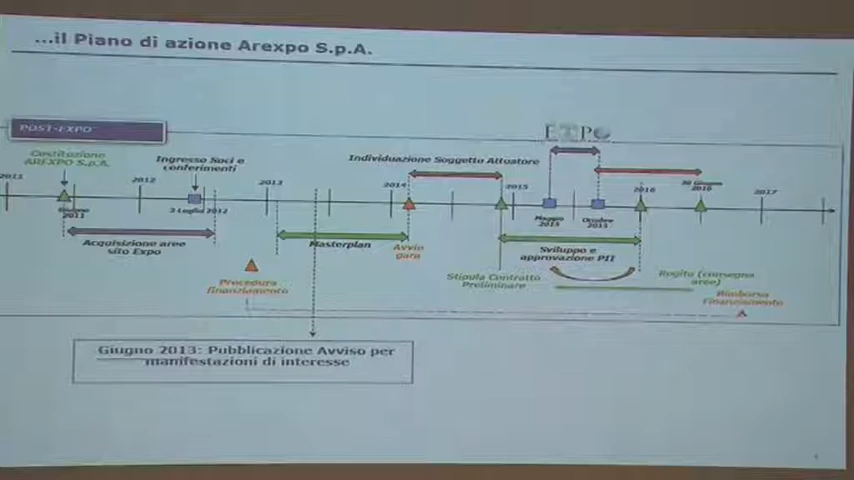 ...il Piano di azione Arexpo S.p.A.
POST-EXPO
EXPO
Costituzione
AREXPO S.p.A.
Ingresso Soci e
conferimenti
Individuazione Soggetto Attuatore
2011
2012
2013
2014
2015
2016
30 Giugno
2016
2017
Giugno
2011
3 Luglio 2012
Maggio
2015
Ottobre
2015
Acquisizione aree
sito Expo
Masterplan
Avvio
gara
Sviluppo e
approvazione PII
Procedura
finanziamento
Stipula Contratto
Preliminare
Rogito (consegna
aree)
Rimborso
Finanziamento
Giugno 2013: Pubblicazione Avviso per
manifestazioni di interesse